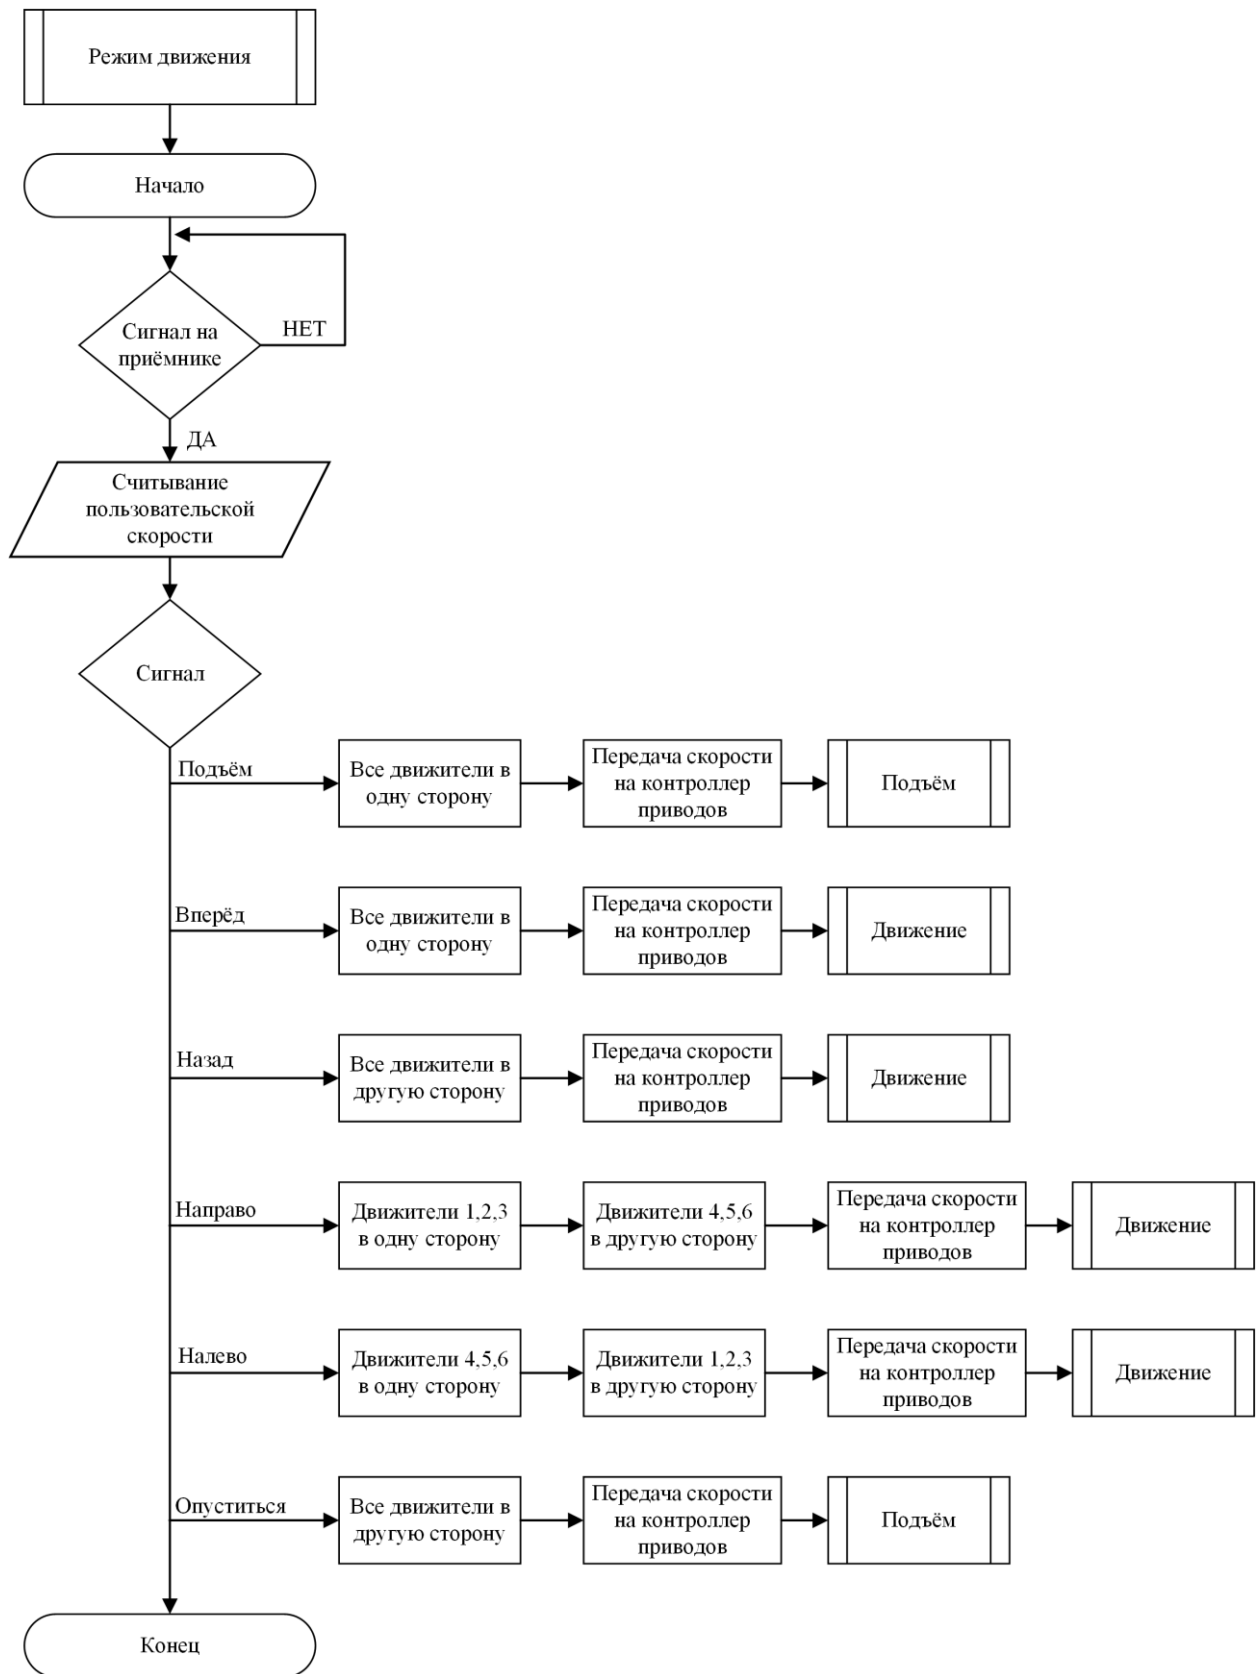 Режим движения
Начало
Сигнал на
приёмнике
НЕТ
ДА
Считывание
пользовательской
скорости
Сигнал
Подъём
Все движители в
одну сторону
Передача скорости
на контроллер
приводов
Подъём
Вперёд
Все движители в
одну сторону
Передача скорости
на контроллер
приводов
Движение
Назад
Все движители в
другую сторону
Передача скорости
на контроллер
приводов
Движение
Направо
Движители 1,2,3
в одну сторону
Движители 4,5,6
в другую сторону
Передача скорости
на контроллер
приводов
Движение
Налево
Движители 4,5,6
в одну сторону
Движители 1,2,3
в другую сторону
Передача скорости
на контроллер
приводов
Движение
Опуститься
Все движители в
другую сторону
Передача скорости
на контроллер
приводов
Подъём
Конец